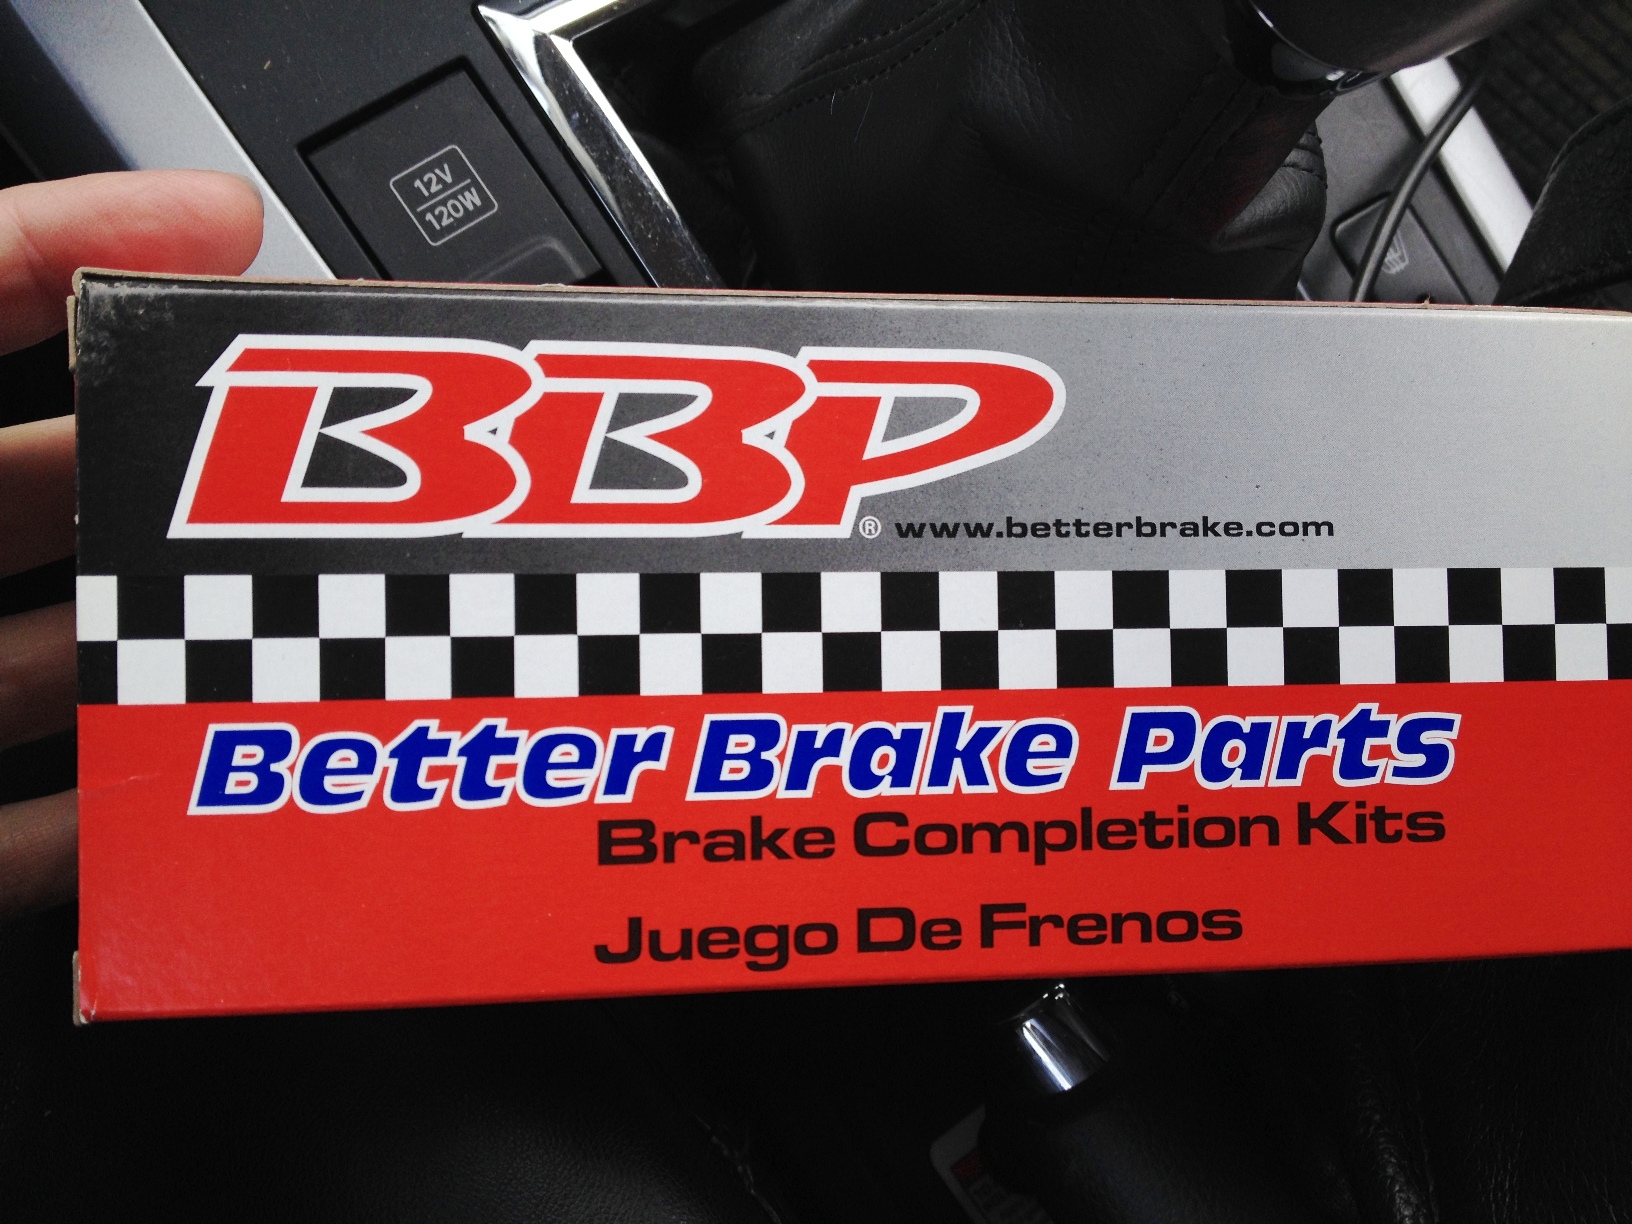 12V
120W
BBP
® www.betterbrake.com
Better Brake Parts
Brake Completion Kits
Juego De Frenos